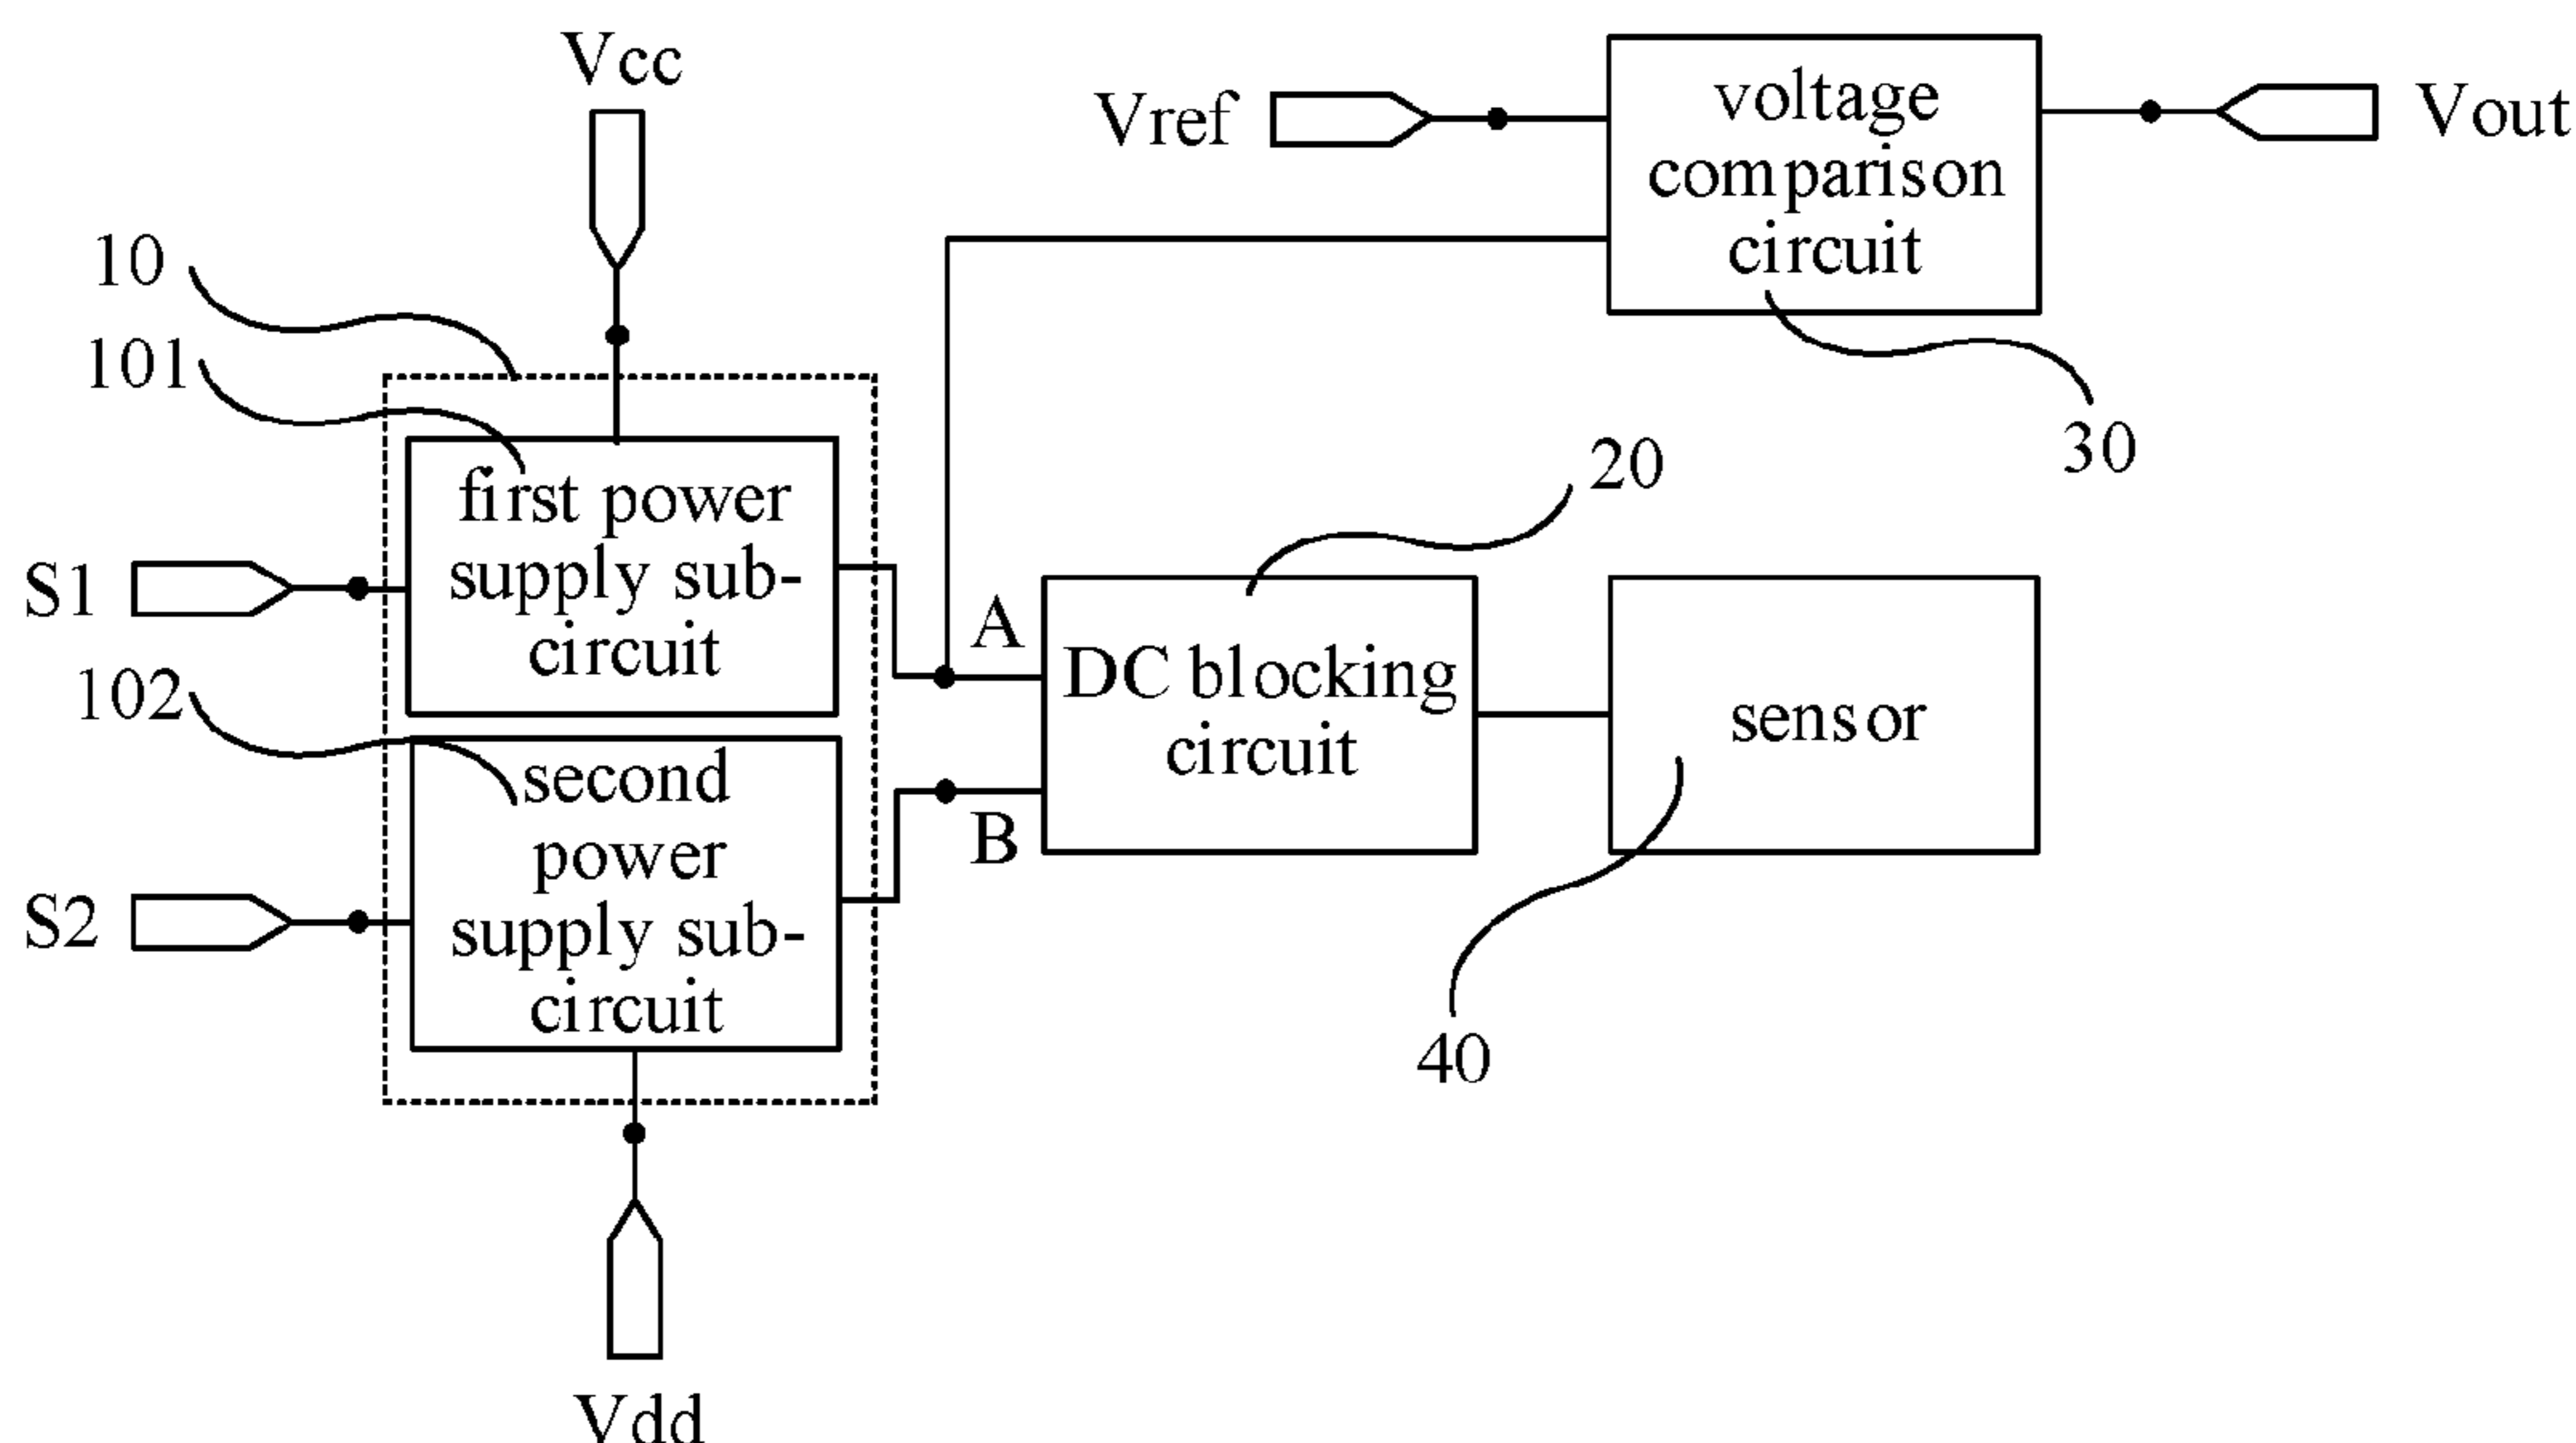 Vcc
Vref
voltage
comparison
circuit
Vout
10
101
30
first power
supply sub-
circuit
S1
20
A
DC blocking
circuit
sensor
102
second
power
supply sub-
circuit
B
S2
40
Vdd